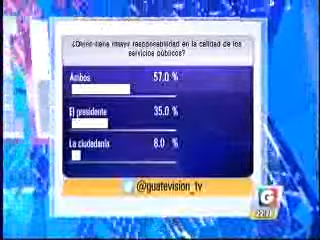 ¿Quién tiene mayor responsabilidad en la calidad de los
servicios públicos?
Ambos 57.0 %
El presidente 35.0 %
La ciudadanía 8.0 %
@guatevision_tv
G